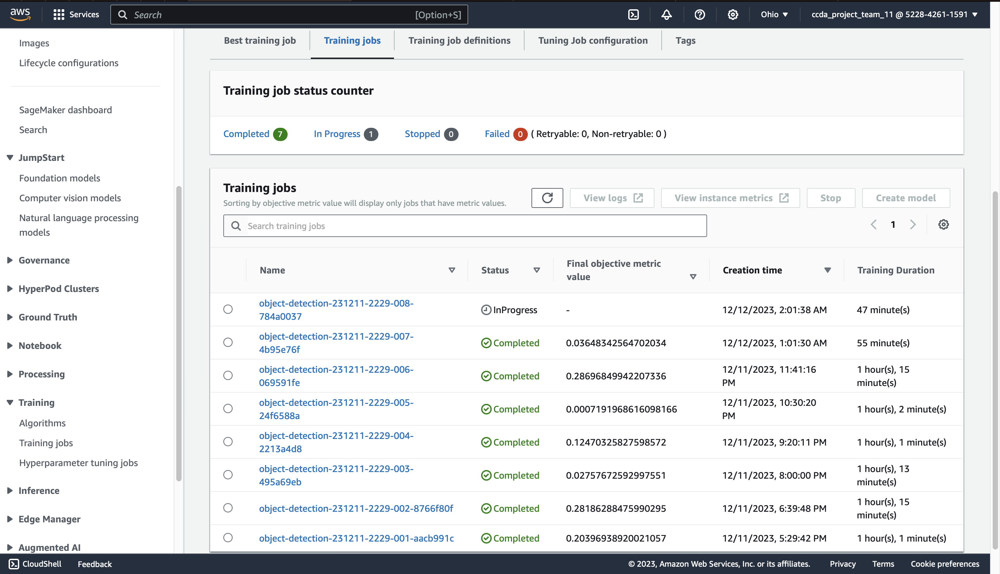 aws
Services
Search
[Option+S]
Ohio
ccda_project_team_11 @ 5228-4261-1591
Images
Lifecycle configurations
SageMaker dashboard
Search
JumpStart
Foundation models
Computer vision models
Natural language processing
models
Governance
HyperPod Clusters
Ground Truth
Notebook
Processing
Training
Algorithms
Training jobs
Hyperparameter tuning jobs
Inference
Edge Manager
Augmented AI
Best training job
Training jobs
Training job definitions
Tuning Job configuration
Tags
Training job status counter
Completed 7
In Progress 1
Stopped 0
Failed 0 ( Retryable: 0, Non-retryable: 0 )
Training jobs
Sorting by objective metric value will display only jobs that have metric values.
View logs
View instance metrics
Stop
Create model
Search training jobs
1
Name
Status
Final objective metric
value
Creation time
Training Duration
object-detection-231211-2229-008-
784a0037
InProgress
-
12/12/2023, 2:01:38 AM
47 minute(s)
object-detection-231211-2229-007-
4b95e76f
Completed
0.03648342564702034
12/12/2023, 1:01:30 AM
55 minute(s)
object-detection-231211-2229-006-
069591fe
Completed
0.28696849942207336
12/11/2023, 11:41:16
PM
1 hour(s), 15
minute(s)
object-detection-231211-2229-005-
24f6588a
Completed
0.0007191968616098166
12/11/2023, 10:30:20
PM
1 hour(s), 2 minute(s)
object-detection-231211-2229-004-
2213a4d8
Completed
0.12470325827598572
12/11/2023, 9:20:11 PM
1 hour(s), 1 minute(s)
object-detection-231211-2229-003-
495a69eb
Completed
0.02757672592997551
12/11/2023, 8:00:00 PM
1 hour(s), 13
minute(s)
object-detection-231211-2229-002-8766f80f
Completed
0.28186288475990295
12/11/2023, 6:39:48 PM
1 hour(s), 15
minute(s)
object-detection-231211-2229-001-aacb991c
Completed
0.20396938920021057
12/11/2023, 5:29:42 PM
1 hour(s), 1 minute(s)
CloudShell
Feedback
© 2023, Amazon Web Services, Inc. or its affiliates.
Privacy
Terms
Cookie preferences